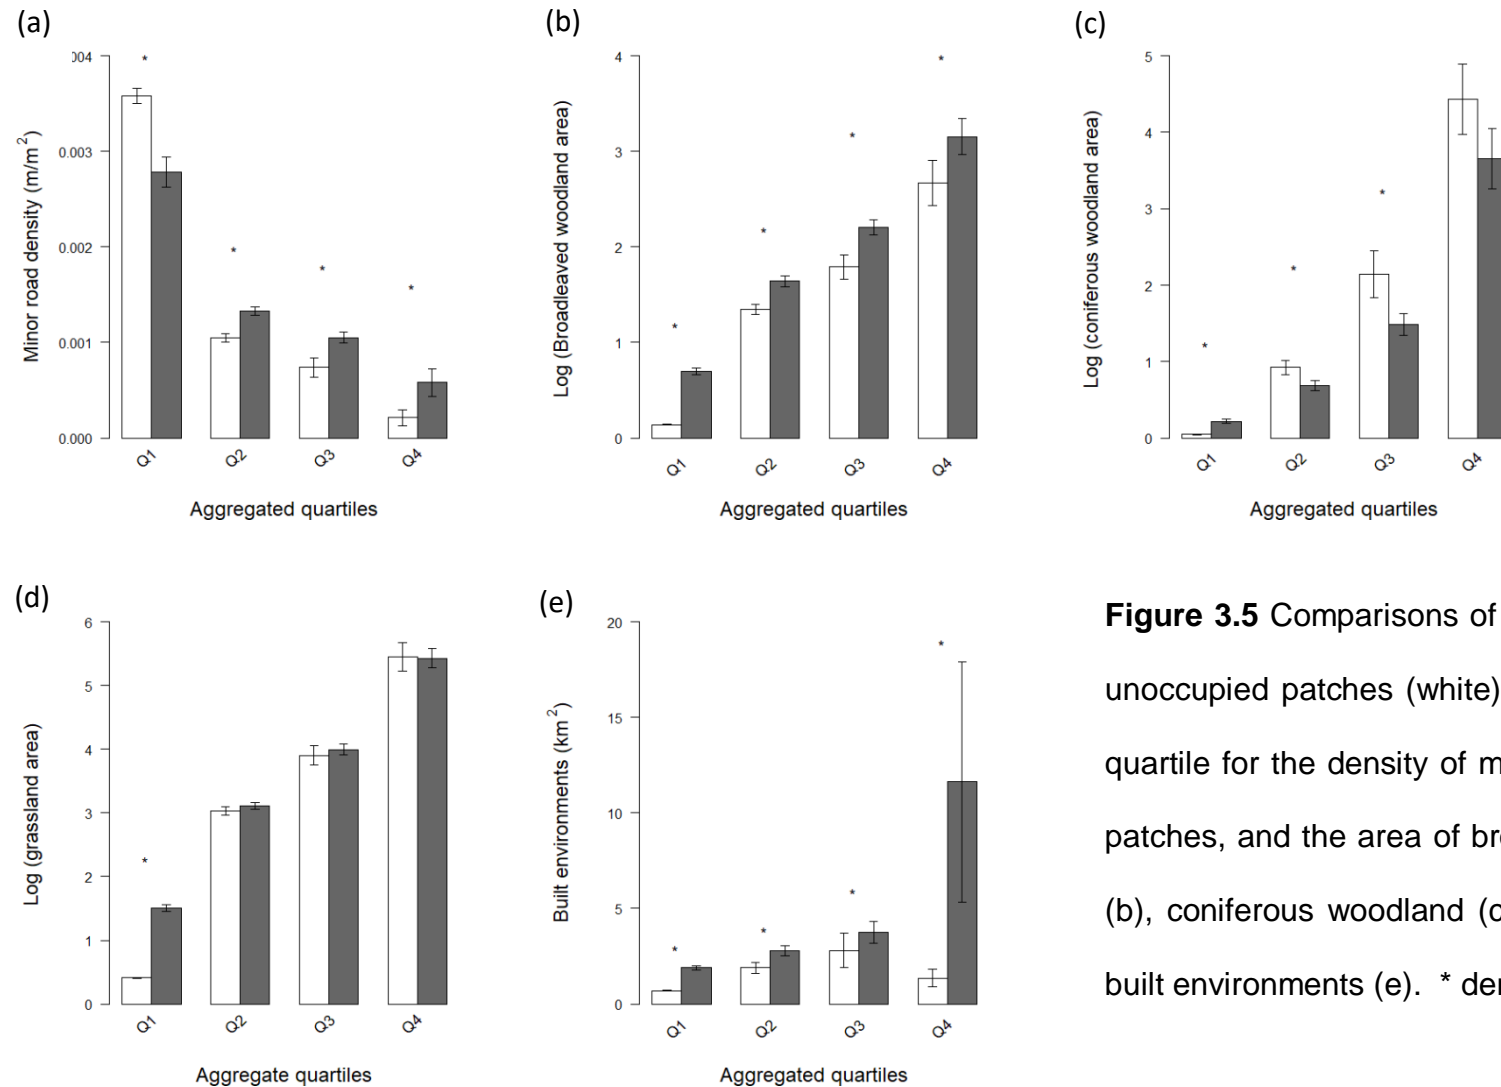 (a)
004
0.003
0.002
0.001
0.000
Minor road density (m/m²)
*
*
*
*
Q1 Q2 Q3 Q4
Aggregated quartiles
(b)
4
3
2
1
0
Log (Broadleaved woodland area)
*
*
*
*
Q1 Q2 Q3 Q4
Aggregated quartiles
(c)
5
4
3
2
1
0
Log (coniferous woodland area)
*
*
*
Q1 Q2 Q3 Q4
Aggregated quartiles
(d)
6
5
4
3
2
1
0
Log (grassland area)
*
Q1 Q2 Q3 Q4
Aggregate quartiles
(e)
20
15
10
5
0
Built environments (km²)
*
*
*
*
Q1 Q2 Q3 Q4
Aggregated quartiles
Figure 3.5 Comparisons of
unoccupied patches (white)
quartile for the density of
patches, and the area of
(b), coniferous woodland
built environments (e). *